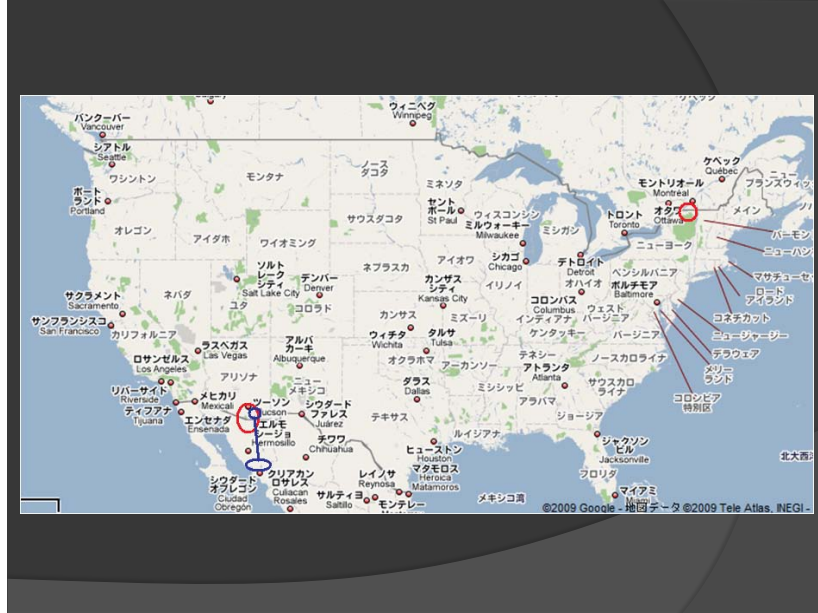 ウィニペグ
Winnipeg
バンクーバー
Vancouver
シアトル
Seattle
ワシントン
ノース
ダコタ
モンタナ
ミネソタ
ケベック
Québec
モントリオール
Montréal
ニュー
ブランズウィッ
ポート
ランド
Portland
セント
ポール
St Paul
ウィスコンシン
オタワ
Ottawa
メイン
サウスダコタ
ミルウォーキー
Milwaukee
ミシガン
トロント
Toronto
オレゴン
アイダホ
ワイオミング
ニューヨーク
バーモン
ニューハン
シカゴ
Chicago
デトロイト
Detroit
アイオワ
ネブラスカ
ソルト
レーク
シティ
Salt Lake City
デンバー
Denver
カンザス
シティ
Kansas City
イリノイ
オハイオ
ペンシルバニア
ボルチモア
Baltimore
マサチューセ
ロード
アイランド
サクラメント
Sacramento
ネバダ
ユタ
コロラド
コロンバス
Columbus
ウェスト
バージニア
コネチカット
サンフランシスコ
San Francisco
カリフォルニア
カンサス
ミズーリ
インディアナ
ケンタッキー
バージニア
ニュージャージー
ラスベガス
Las Vegas
アルバ
カーキ
Albuquerque
ウィチタ
Wichita
タルサ
Tulsa
デラウェア
ロサンゼルス
Los Angeles
オクラホマ
アーカンソー
テネシー
ノースカロライナ
メリー
ランド
アリゾナ
ニュー
メキシコ
ダラス
Dallas
アトランタ
Atlanta
サウスカロ
ライナ
リバーサイド
Riverside
メヒカリ
Mexicali
ツーソン
Tucson
シウダード
フアレス
Juárez
ミシシッピ
アラバマ
コロンビア
特別区
ティフアナ
Tijuana
エンセナダ
Ensenada
エルモ
シージョ
Hermosillo
テキサス
ジョージア
チワワ
Chihuahua
ルイジアナ
ヒューストン
Houston
ジャクソン
ビル
Jacksonville
北大西
シウダード
オブレゴン
Ciudad
Obregón
クリアカン
ロサレス
Culiacan
Rosales
レイノサ
Reynosa
マタモロス
Heroica
Matamoros
フロリダ
サルティヨ
Saltillo
モンテレー
メキシコ湾
マイアミ
Miami
©2009 Google - 地図データ ©2009 Tele Atlas, INEGI -